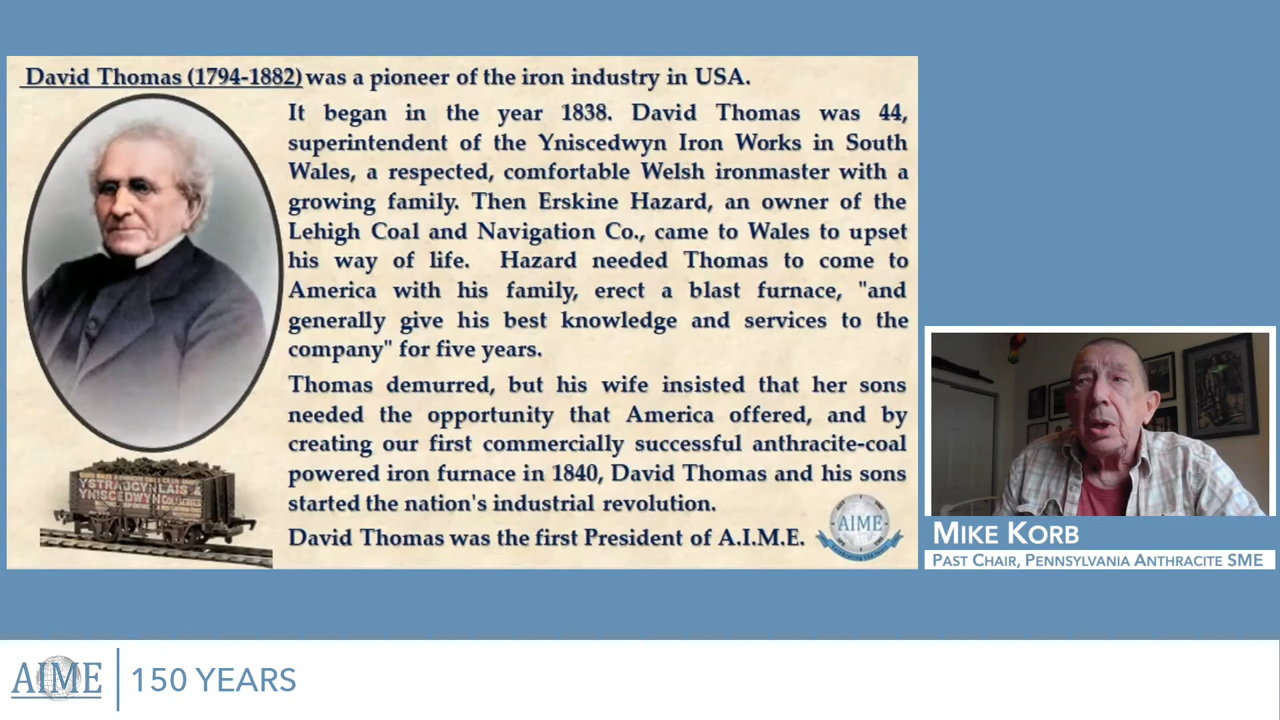 David Thomas (1794-1882) was a pioneer of the iron industry in USA.
It began in the year 1838. David Thomas was 44,
superintendent of the Yniscedwyn Iron Works in South
Wales, a respected, comfortable Welsh ironmaster with a
growing family. Then Erskine Hazard, an owner of the
Lehigh Coal and Navigation Co., came to Wales to upset
his way of life. Hazard needed Thomas to come to
America with his family, erect a blast furnace, "and
generally give his best knowledge and services to the
company" for five years.
Thomas demurred, but his wife insisted that her sons
needed the opportunity that America offered, and by
creating our first commercially successful anthracite-coal
powered iron furnace in 1840, David Thomas and his sons
started the nation's industrial revolution.
David Thomas was the first President of A.I.M.E.
YSTRADGYNLAIS &
YNISCEDWYN
AIME
MIKE KORB
PAST CHAIR, PENNSYLVANIA ANTHRACITE SME
AIME
150 YEARS